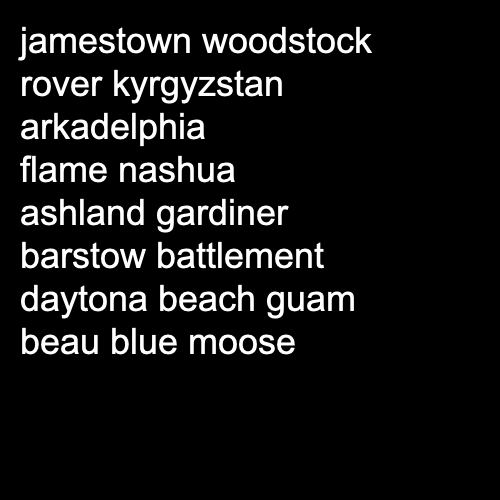 jamestown woodstock
rover kyrgyzstan
arkadelphia
flame nashua
ashland gardiner
barstow battlement
daytona beach guam
beau blue moose